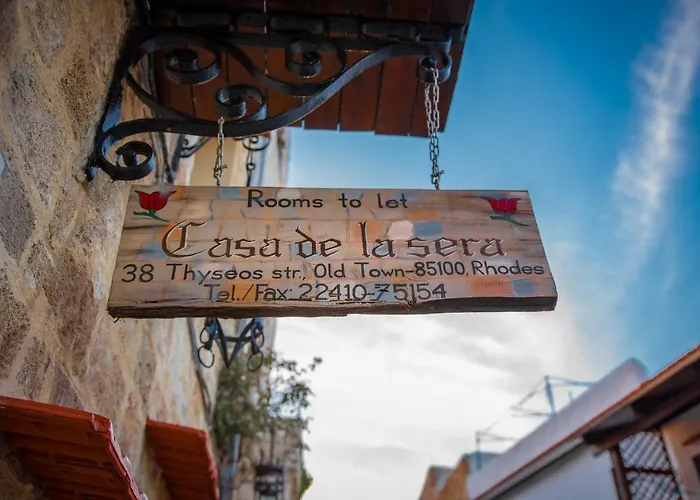 Rooms to let
Casa de la sera
38 Thyseos str., Old Town-85100, Rhodes
Tel./Fax: 22410-75154